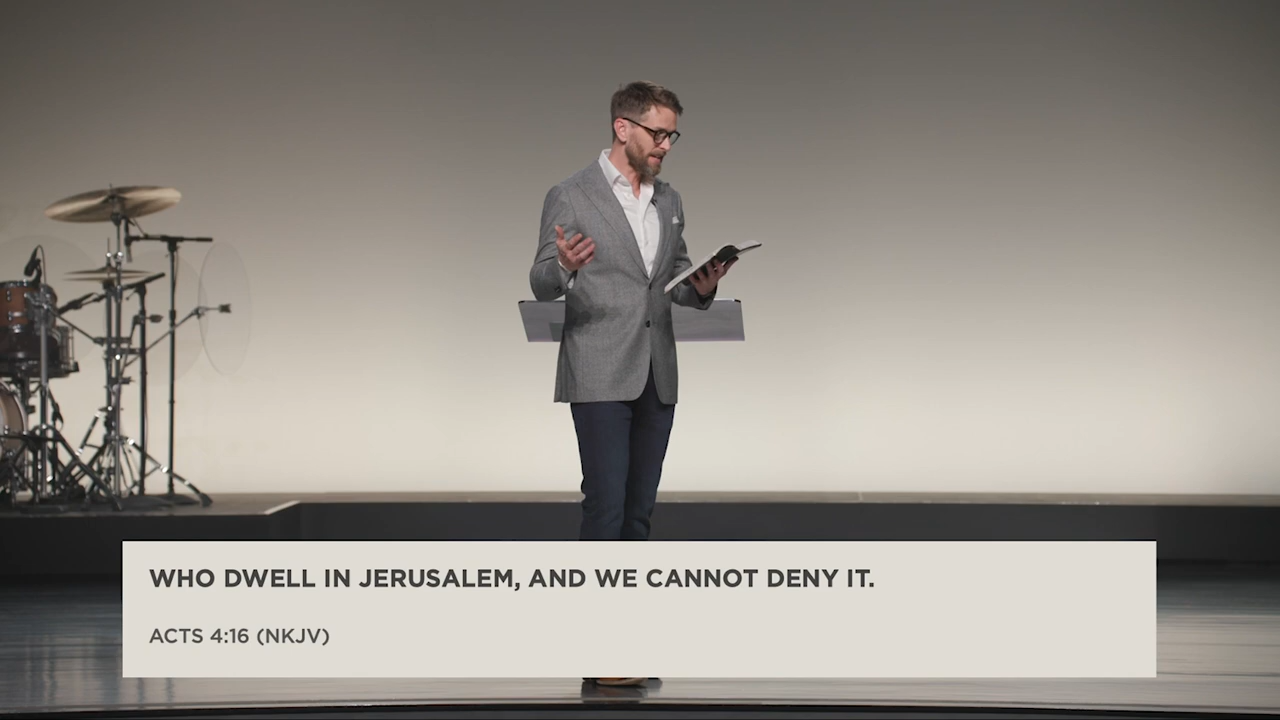 WHO DWELL IN JERUSALEM, AND WE CANNOT DENY IT.
ACTS 4:16 (NKJV)